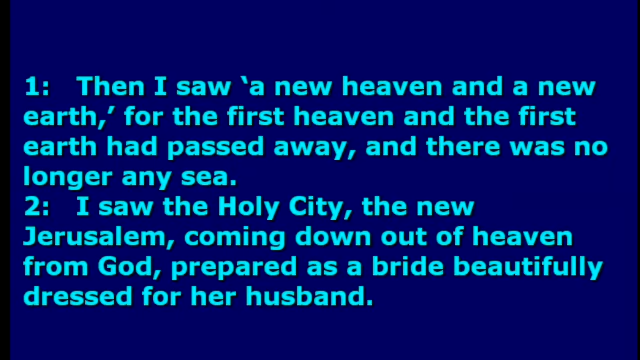 1:   Then I saw ‘a new heaven and a new
earth,’ for the first heaven and the first
earth had passed away, and there was no
longer any sea.
2:   I saw the Holy City, the new
Jerusalem, coming down out of heaven
from God, prepared as a bride beautifully
dressed for her husband.